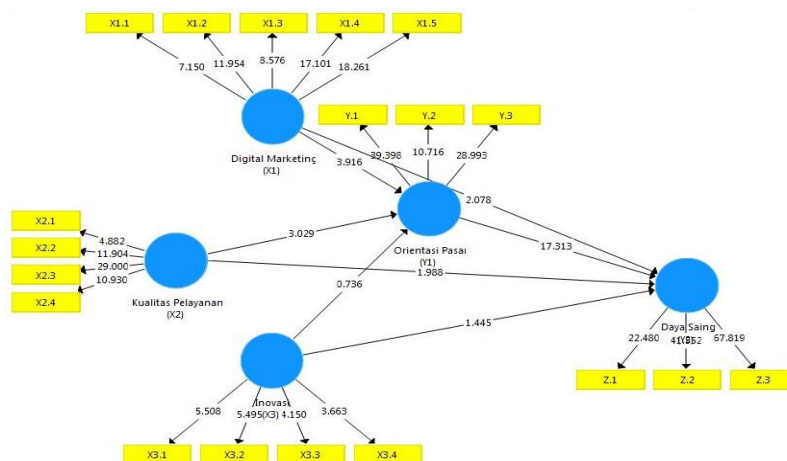 X1.1
X1.2
X1.3
X1.4
X1.5
7.150
11.954
8.576
17.101
18.261
Y.1
Y.2
Y.3
39.398
10.716
28.993
Digital Marketing
(X1)
3.916
2.078
X2.1
X2.2
X2.3
X2.4
4.882
11.904
29.000
10.930
3.029
Orientasi Pasar
(Y1)
17.313
Kualitas Pelayanan
(X2)
1.988
0.736
1.445
Daya Saing
22.480
67.819
Z.1
Z.2
Z.3
Inovasi
(X3)
5.508
5.495
4.150
3.663
X3.1
X3.2
X3.3
X3.4